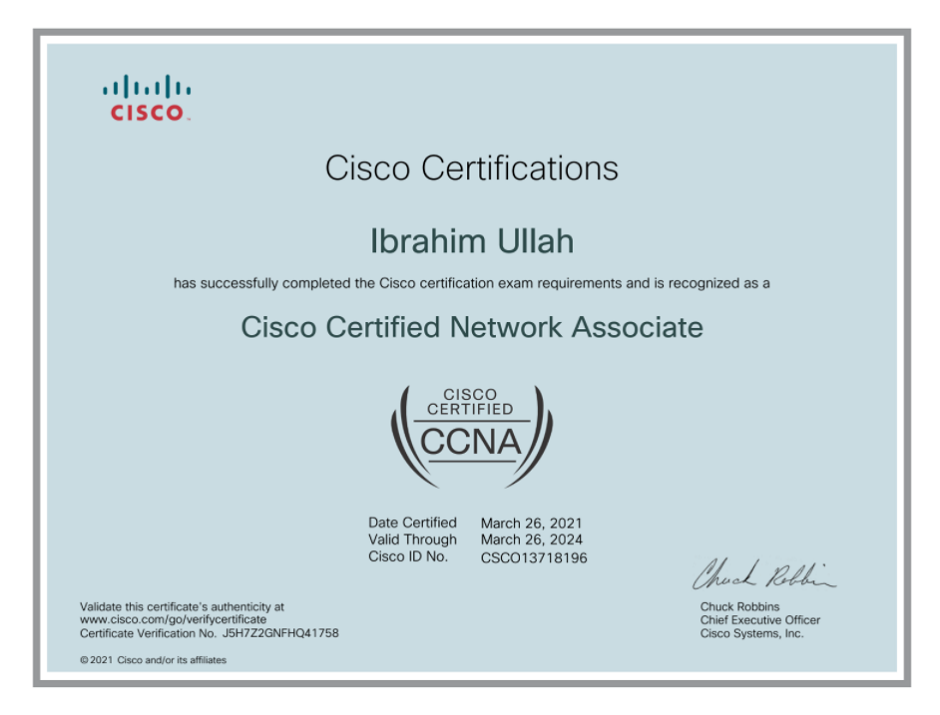 CISCO
Cisco Certifications
Ibrahim Ullah
has successfully completed the Cisco certification exam requirements and is recognized as a
Cisco Certified Network Associate
CISCO
CERTIFIED
CCNA
Date Certified March 26, 2021
Valid Through March 26, 2024
Cisco ID No. CSCO13718196
Chuck Robbin
Validate this certificate's authenticity at
www.cisco.com/go/verifycertificate
Certificate Verification No. J5H7Z2GNFHQ41758
Chuck Robbins
Chief Executive Officer
Cisco Systems, Inc.
© 2021 Cisco and/or its affiliates